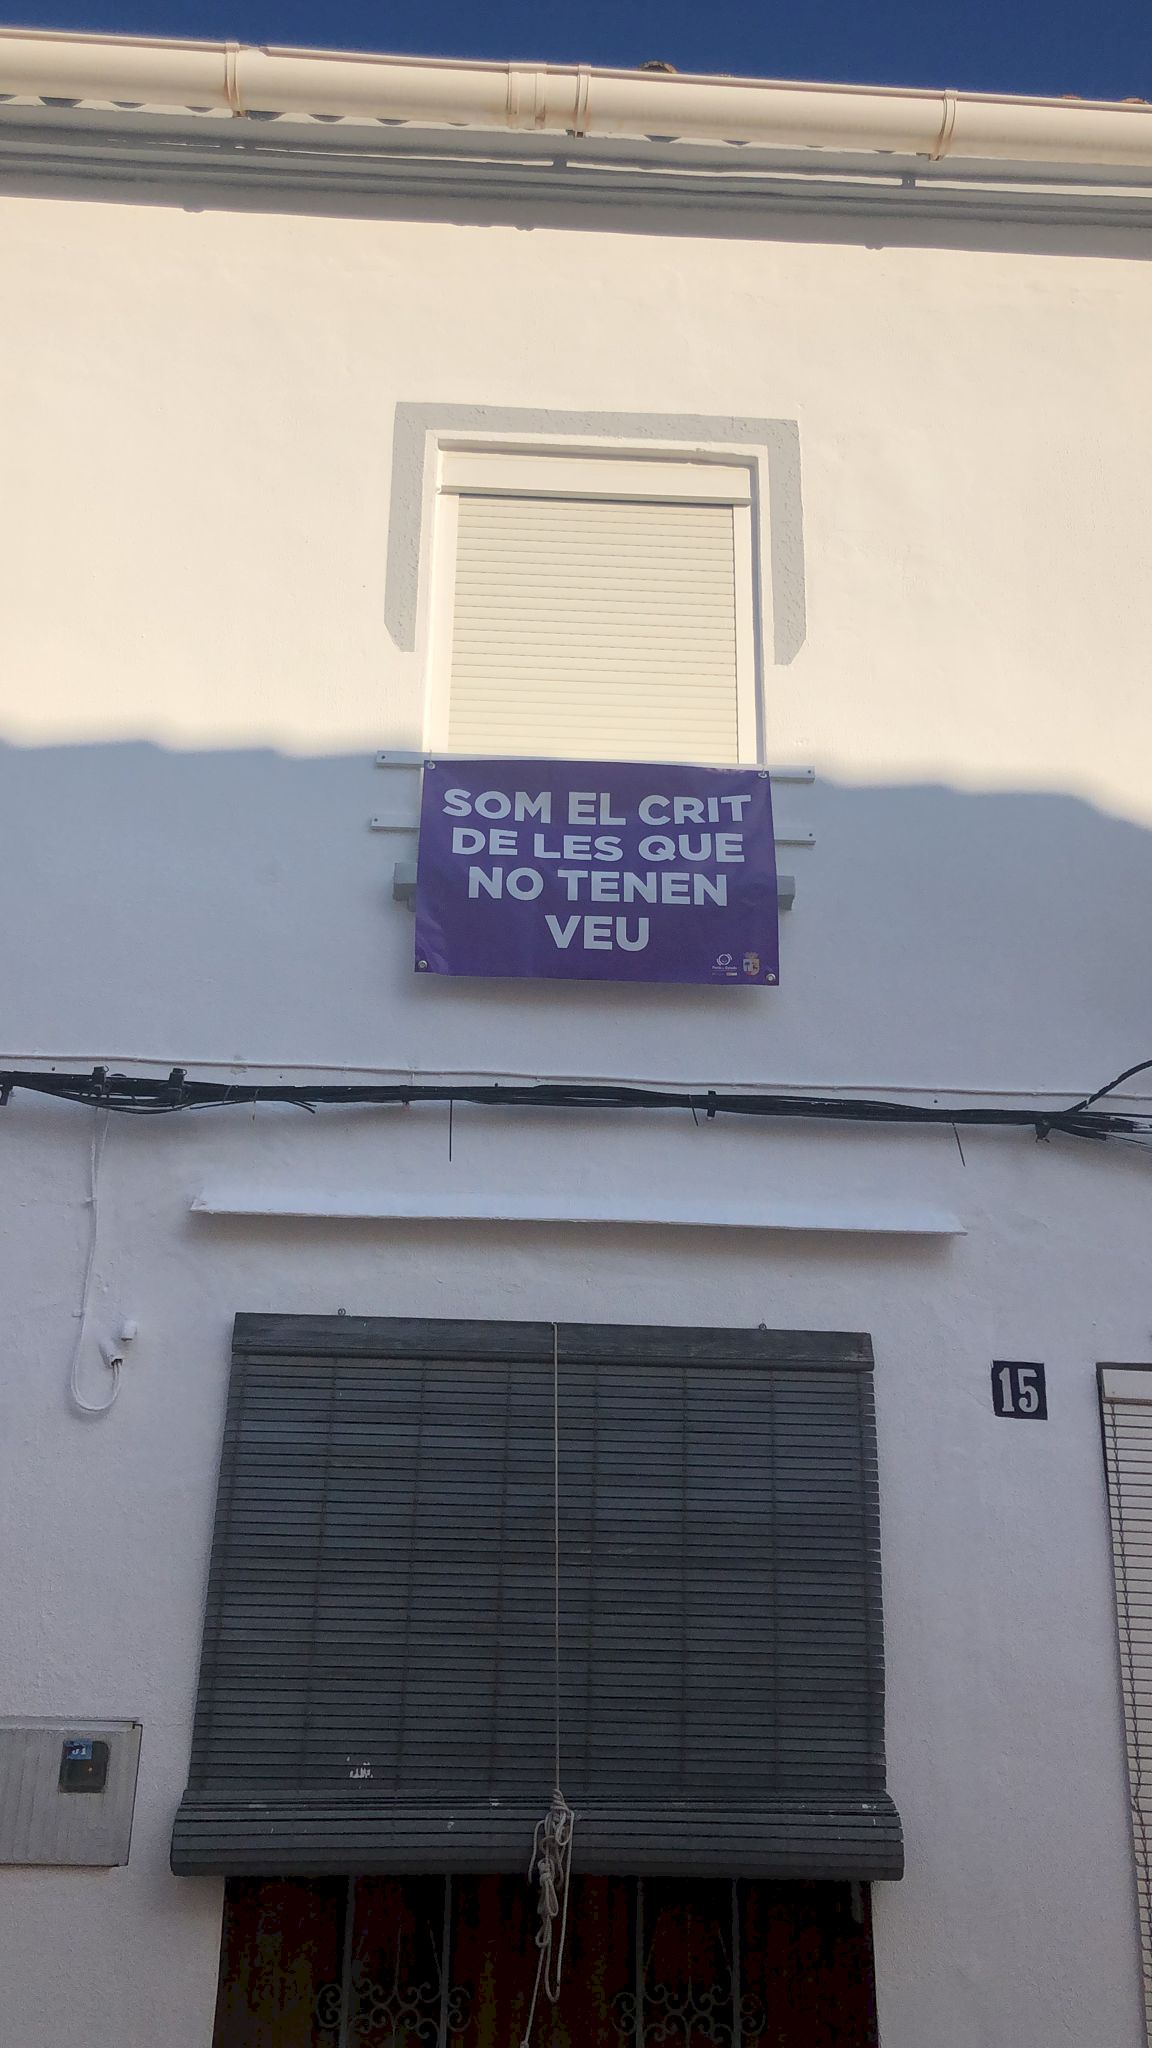 SOM EL CRIT
DE LES QUE
NO TENEN
VEU
15